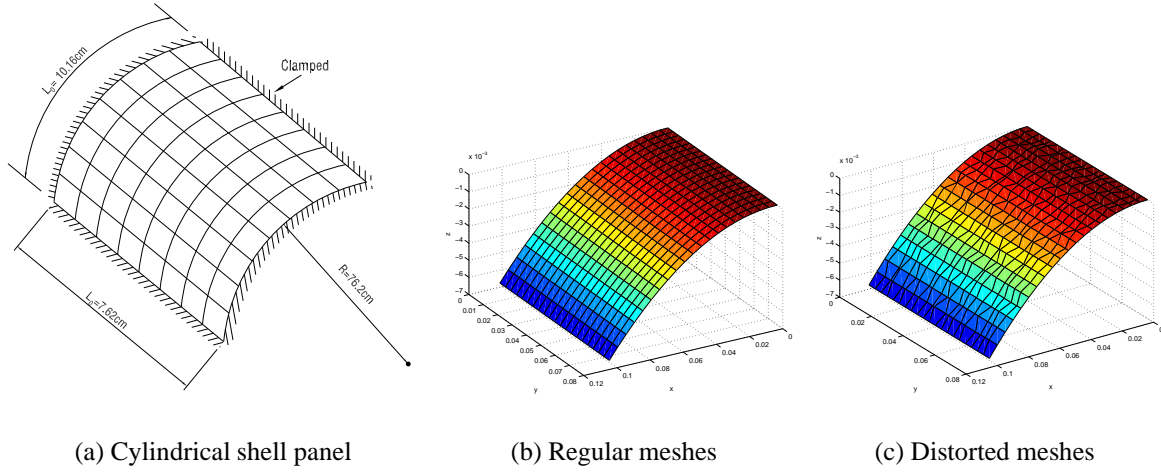 L₀= 10.16cm
Clamped
R=76.2cm
L₀=7.62cm
x 10⁻³
0
−1
−2
−3
−4
−5
−6
−7
z
0
0.01
0.02
0.03
0.04
0.05
0.06
0.07
0.08
y
0.12
0.1
0.08
0.06
0.04
0.02
0
x
x 10⁻³
0
−1
−2
−3
−4
−5
−6
−7
z
0
0.02
0.04
0.06
0.08
y
0.12
0.1
0.08
0.06
0.04
0.02
0
x
(a) Cylindrical shell panel
(b) Regular meshes
(c) Distorted meshes